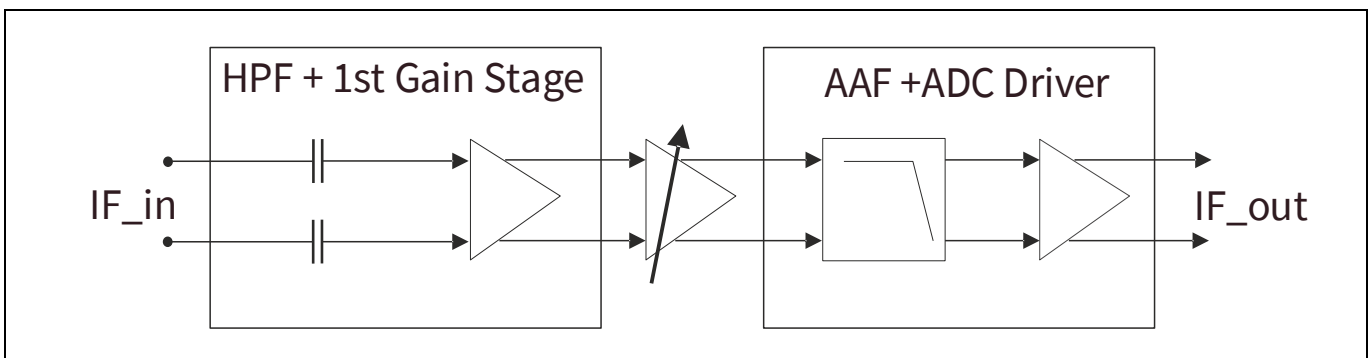 HPF + 1st Gain Stage
AAF +ADC Driver
IF_in
IF_out